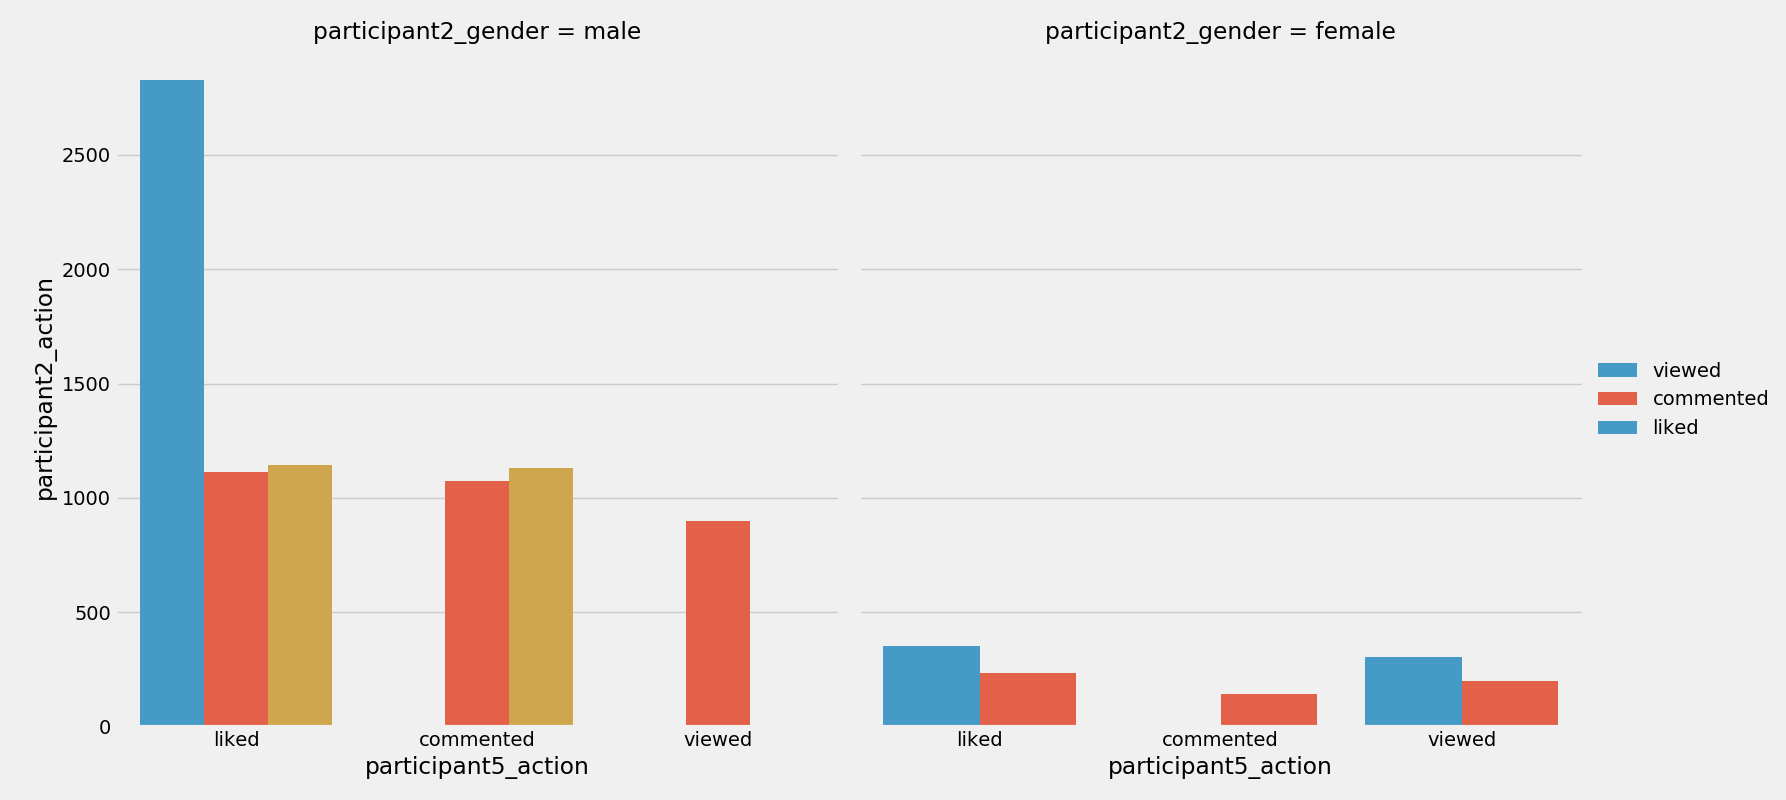 participant2_gender = male
participant2_gender = female
participant2_action
2500
2000
1500
1000
500
0
liked commented viewed
participant5_action
liked commented viewed
participant5_action
viewed
commented
liked